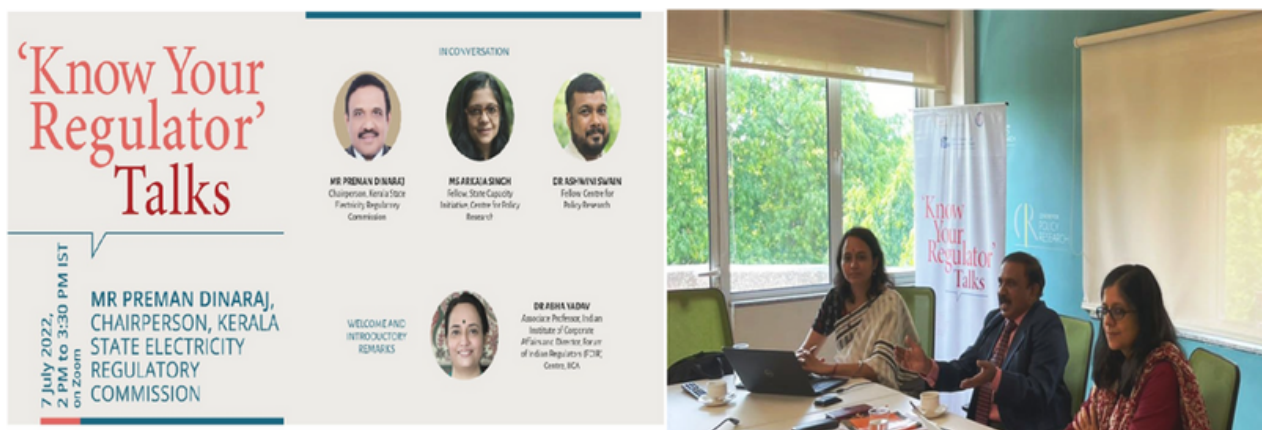 ‘Know Your
Regulator’
Talks
7 July 2022,
2 PM to 3:30 PM IST
on Zoom
MR PREMAN DINARAJ,
CHAIRPERSON, KERALA
STATE ELECTRICITY
REGULATORY
COMMISSION
IN CONVERSATION
MR PREMAN DINARAJ
Chairperson, Kerala State
Electricity Regulatory
Commission
MS ARKAJA SINGH
Fellow, State Capacity
Initiative, Centre for Policy
Research
DR ASHWINI SWAIN
Fellow, Centre for
Policy Research
WELCOME AND
INTRODUCTORY
REMARKS
DR ABHA YADAV
Associate Professor, Indian
Institute of Corporate
Affairs and Director, Forum
of Indian Regulators (FOIR)
Centre, IICA
‘Know
Your
Regulator’
Talks
POLICY
RESEARCH